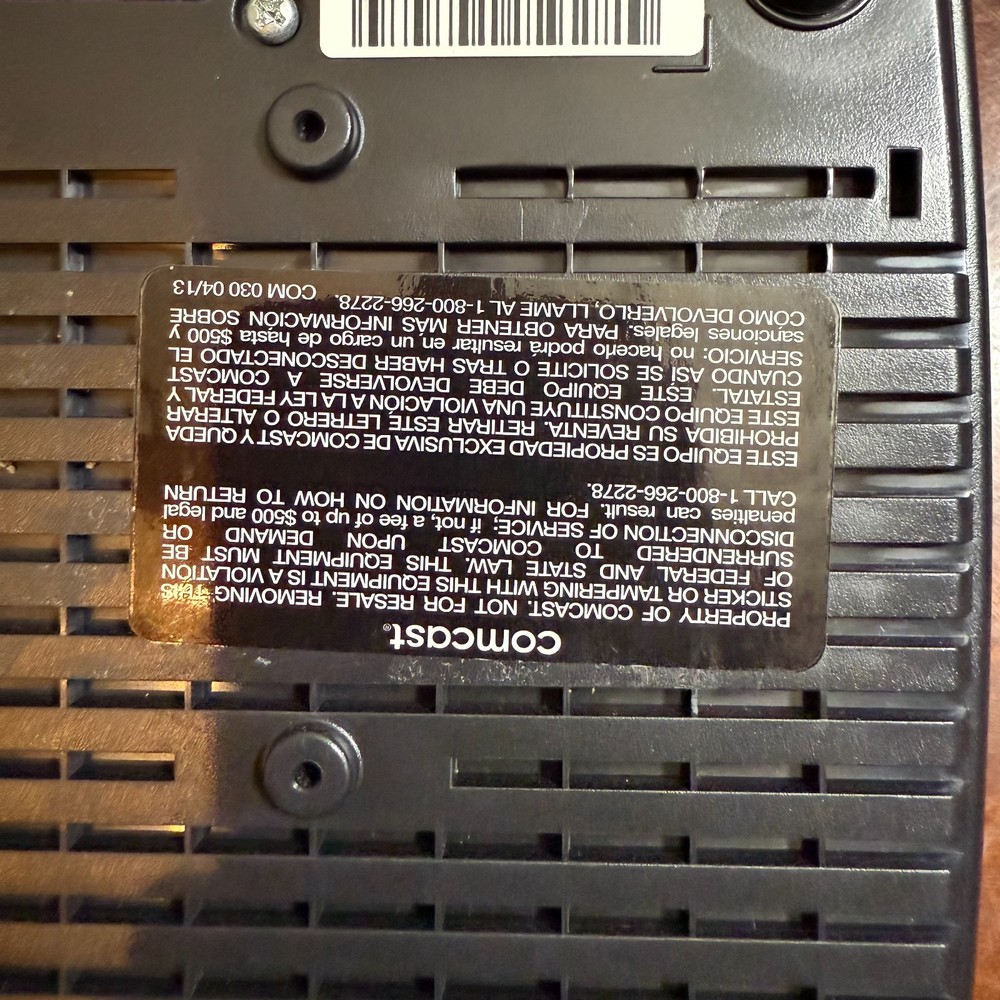 comcast®
PROPERTY OF COMCAST. NOT FOR RESALE. REMOVING THIS
STICKER OR TAMPERING WITH THIS EQUIPMENT IS A VIOLATION
OF FEDERAL AND STATE LAW. THIS EQUIPMENT MUST BE
SURRENDERED TO COMCAST UPON DEMAND OR
DISCONNECTION OF SERVICE; if not, a fee of up to $500 and legal
penalties can result. FOR INFORMATION ON HOW TO RETURN
CALL 1-800-266-2278.
ESTE EQUIPO ES PROPIEDAD EXCLUSIVA DE COMCAST Y QUEDA
PROHIBIDA SU REVENTA. RETIRAR ESTE LETRERO O ALTERAR
ESTE EQUIPO CONSTITUYE UNA VIOLACIÓN A LA LEY FEDERAL Y
ESTATAL. ESTE EQUIPO DEBE DEVOLVERSE A COMCAST
CUANDO ASÍ SE SOLICITE O TRAS HABER DESCONECTADO EL
SERVICIO: no hacerlo podrá resultar en un cargo de hasta $500 y
sanciones legales. PARA OBTENER MÁS INFORMACIÓN SOBRE
COMO DEVOLVERLO, LLAME AL 1-800-266-2278.
COM 030 04/13